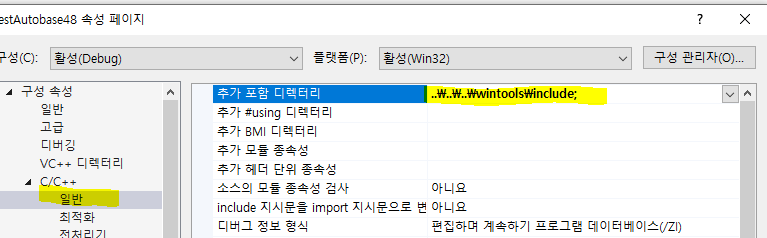 estAutobase48 속성 페이지
구성(C): 활성(Debug) 플랫폼(P): 활성(Win32) 구성 관리자(O)...
구성 속성
일반
고급
디버깅
VC++ 디렉터리
C/C++
일반
최적화
전처리기
추가 포함 디렉터리 ..₩..₩..₩wintools₩include;
추가 #using 디렉터리
추가 BMI 디렉터리
추가 모듈 종속성
추가 헤더 단위 종속성
소스의 모듈 종속성 검사 아니요
include 지시문을 import 지시문으로 변 아니요
디버그 정보 형식 편집하며 계속하기 프로그램 데이터베이스(/ZI)